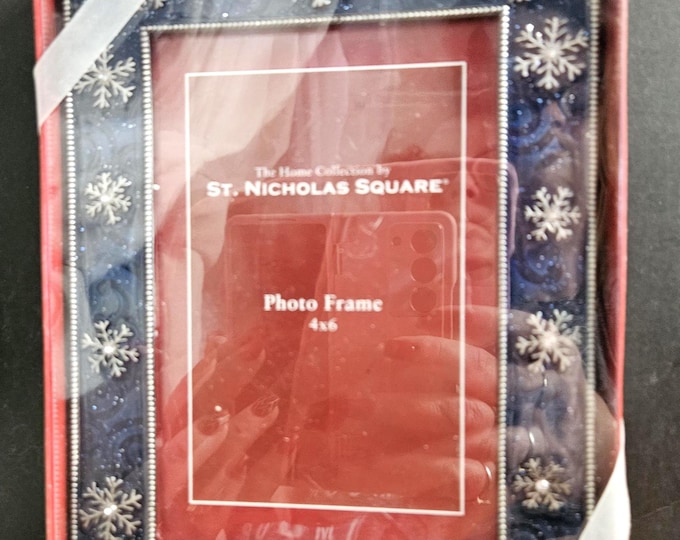 The Home Collection by
ST. NICHOLAS SQUARE®
Photo Frame
4x6